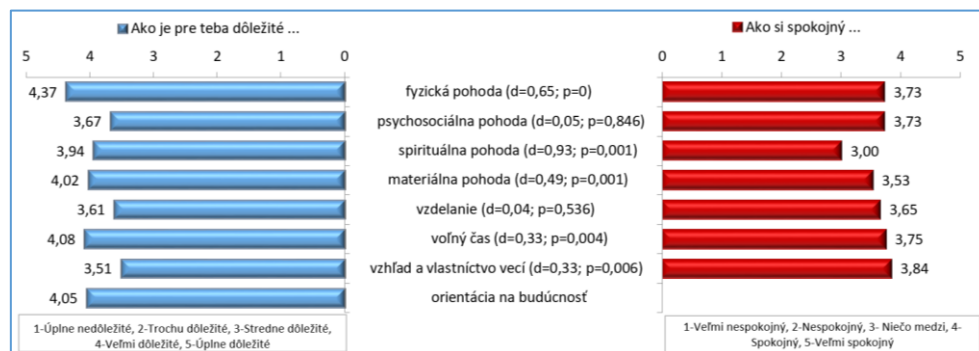 Ako je pre teba dôležité ...
Ako si spokojný ...
5 4 3 2 1 0
0 1 2 3 4 5
4,37 fyzická pohoda (d=0,65; p=0) 3,73
3,67 psychosociálna pohoda (d=0,05; p=0,846) 3,73
3,94 spirituálna pohoda (d=0,93; p=0,001) 3,00
4,02 materiálna pohoda (d=0,49; p=0,001) 3,53
3,61 vzdelanie (d=0,04; p=0,536) 3,65
4,08 voľný čas (d=0,33; p=0,004) 3,75
3,51 vzhľad a vlastníctvo vecí (d=0,33; p=0,006) 3,84
4,05 orientácia na budúcnosť
1-Úplne nedôležité, 2-Trochu dôležité, 3-Stredne dôležité,
4-Veľmi dôležité, 5-Úplne dôležité
1-Veľmi nespokojný, 2-Nespokojný, 3- Niečo medzi, 4-
Spokojný, 5-Veľmi spokojný